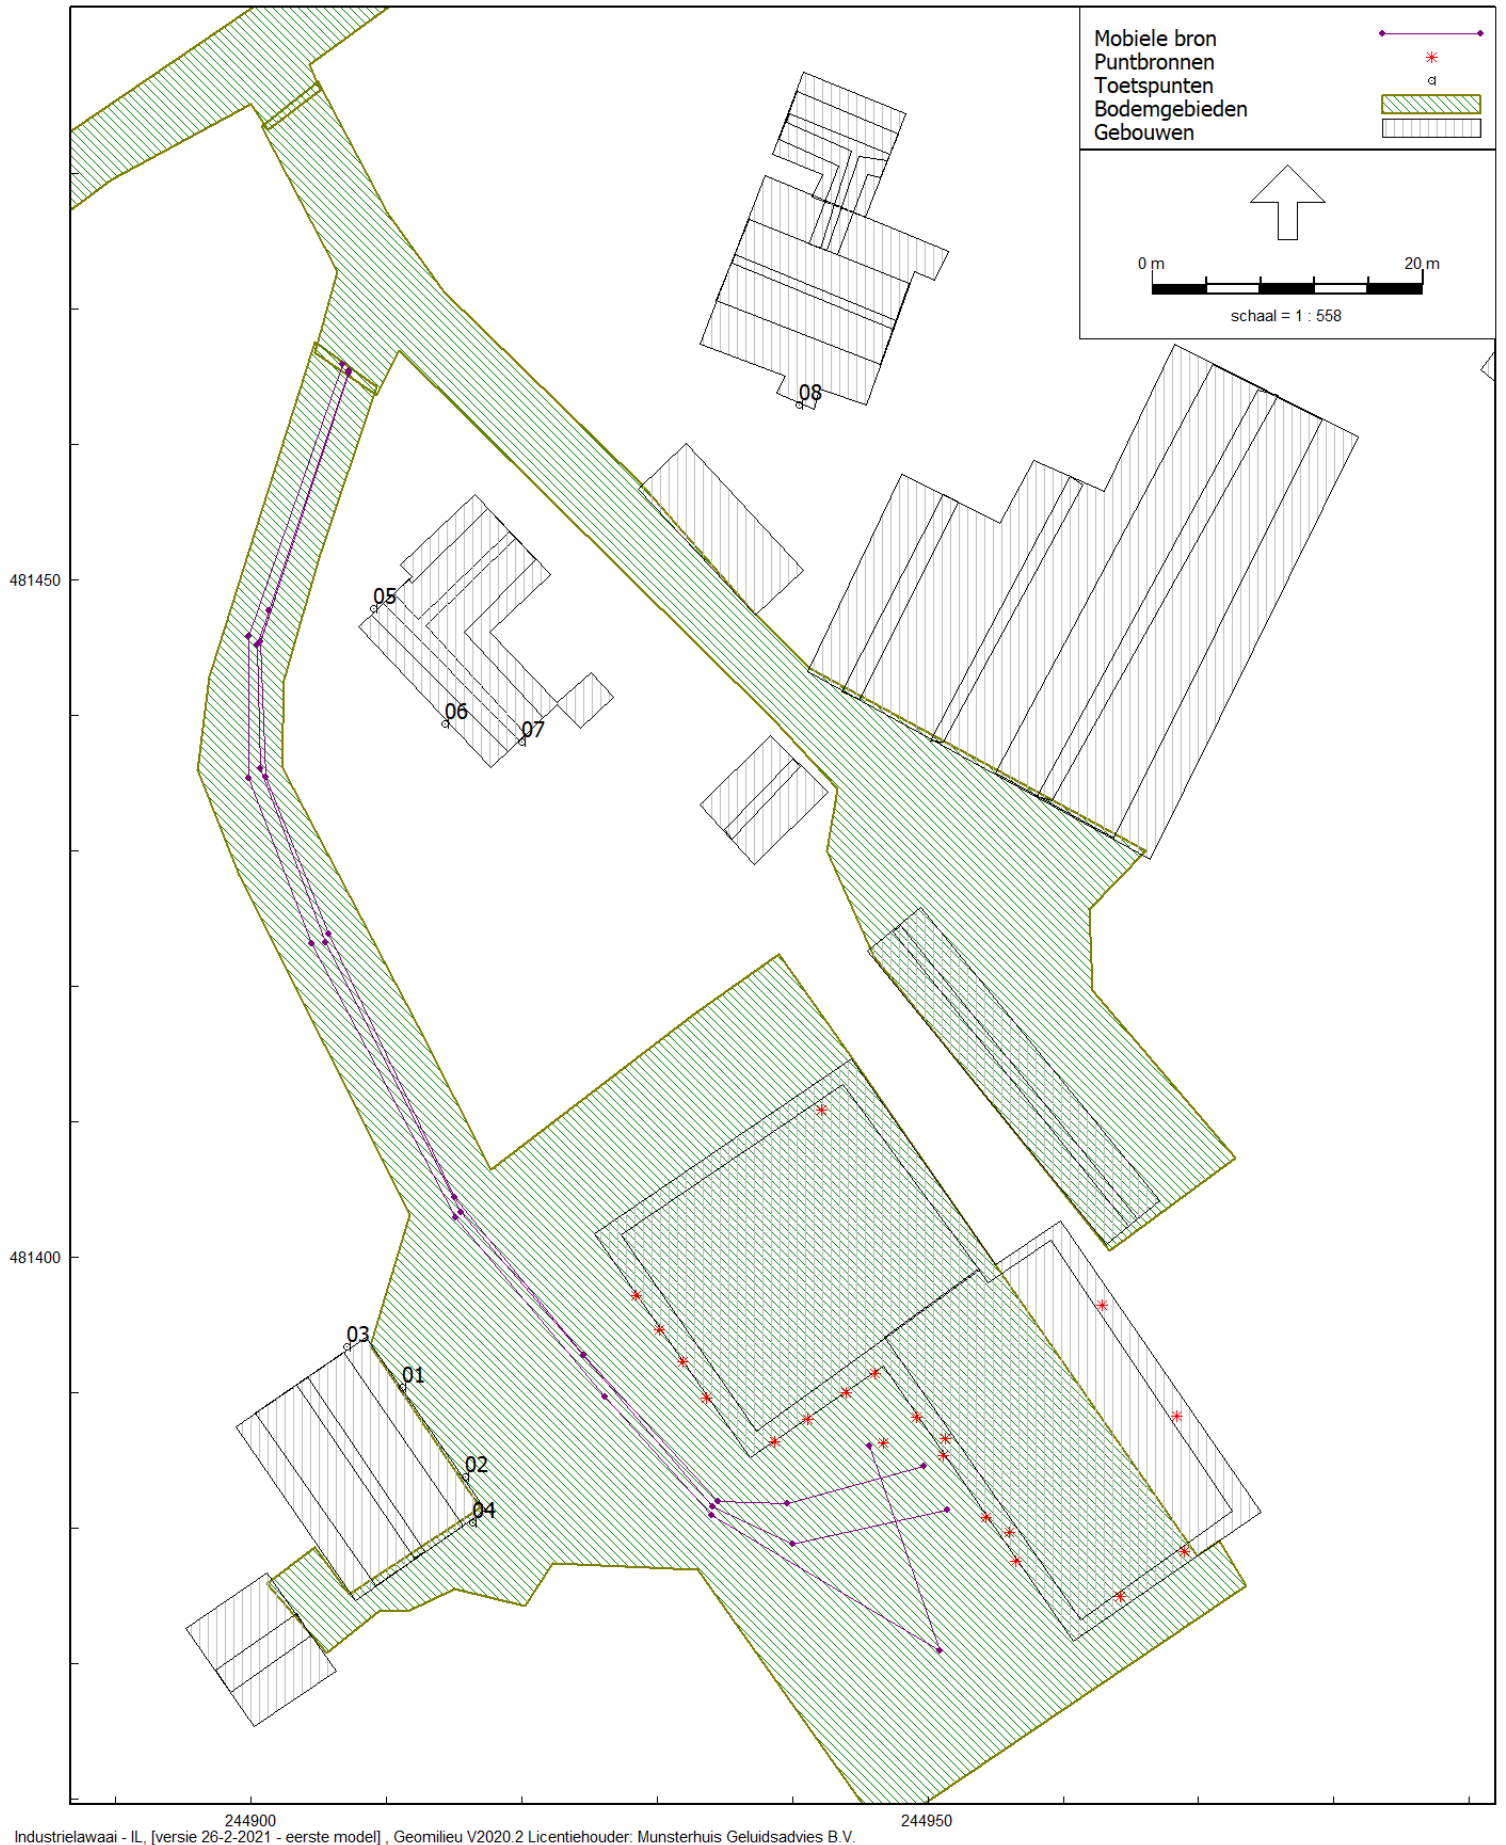 Mobiele bron
Puntbronnen
Toetspunten
Bodemgebieden
Gebouwen
0 m 20 m
schaal = 1 : 558
08
481450
05
06
07
481400
03
01
02
04
244900 244950
Industrielawaai - IL, [versie 26-2-2021 - eerste model] , Geomilieu V2020.2 Licentiehouder: Munsterhuis Geluidsadvies B.V.